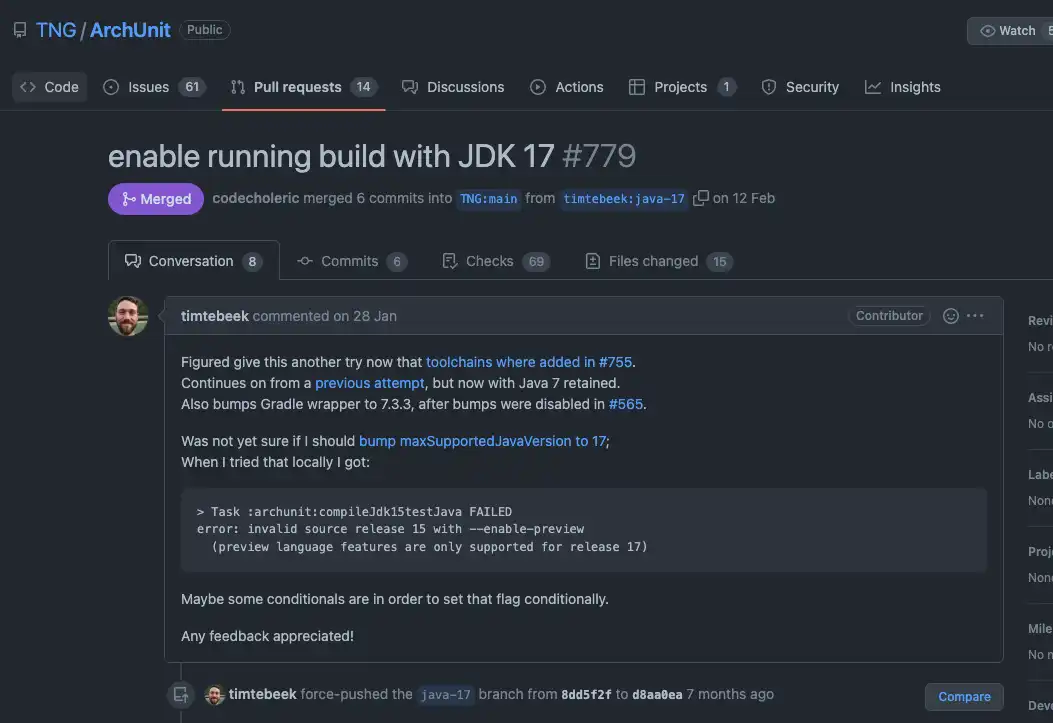 TNG / ArchUnit Public
Watch
Code Issues 61 Pull requests 14 Discussions Actions Projects 1 Security Insights
enable running build with JDK 17 #779
Merged codecholeric merged 6 commits into TNG:main from timtebeek:java-17 on 12 Feb
Conversation 8 Commits 6 Checks 69 Files changed 15
timtebeek commented on 28 Jan Contributor
Figured give this another try now that toolchains where added in #755.
Continues on from a previous attempt, but now with Java 7 retained.
Also bumps Gradle wrapper to 7.3.3, after bumps were disabled in #565.
Was not yet sure if I should bump maxSupportedJavaVersion to 17;
When I tried that locally I got:
> Task :archunit:compileJdk15testJava FAILED
error: invalid source release 15 with --enable-preview
(preview language features are only supported for release 17)
Maybe some conditionals are in order to set that flag conditionally.
Any feedback appreciated!
timtebeek force-pushed the java-17 branch from 8dd5f2f to d8aa0ea 7 months ago Compare
Revi
No re
Assi
No o
Labe
None
Proje
None
Mile
No m
Deve